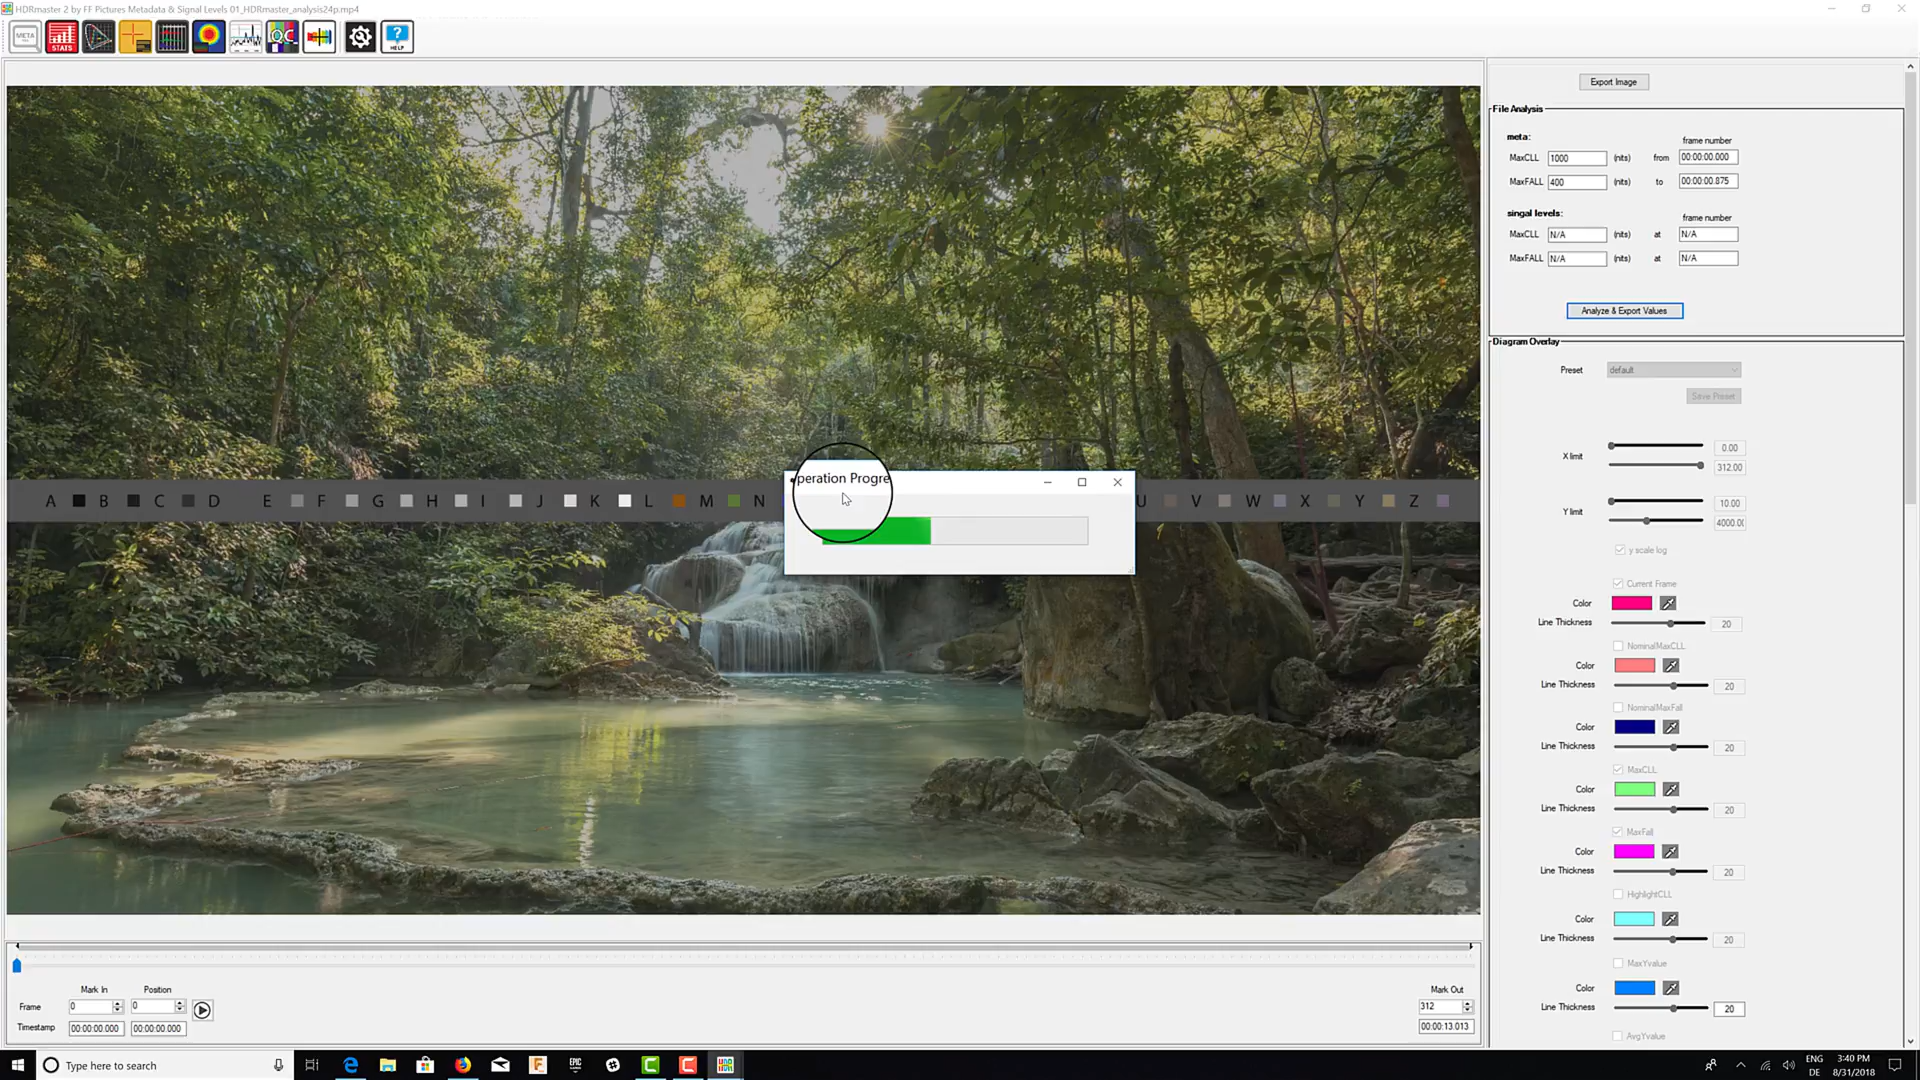 HDRmaster 2 by FF Pictures Metadata & Signal Levels 01_HDRmaster_analysis24p.mp4
META
STATS
QC
HELP
Export Image
File Analysis
meta:
frame number
MaxCLL 1000 (nits) from 00:00:00.000
MaxFALL 400 (nits) to 00:00:00.875
singal levels:
frame number
MaxCLL N/A (nits) at N/A
MaxFALL N/A (nits) at N/A
Analyze & Export Values
Diagram Overlay
Preset default
Save Preset
X limit
0.00
312.00
Y limit
10.00
4000.00
y scale log
Current Frame
Color
Line Thickness 20
NominalMaxCLL
Color
Line Thickness 20
NominalMaxFall
Color
Line Thickness 20
MaxCLL
Color
Line Thickness 20
MaxFall
Color
Line Thickness 20
HighlightCLL
Color
Line Thickness 20
MaxYvalue
Color
Line Thickness 20
AvgYvalue
peration Progre
A B C D E F G H I J K L M N U V W X Y Z
Mark In Position Mark Out
Frame 0 0 312
Timestamp 00:00:00.000 00:00:00.000 00:00:13.013
Type here to search
EPIC
ENG 3:40 PM
DE 8/31/2018